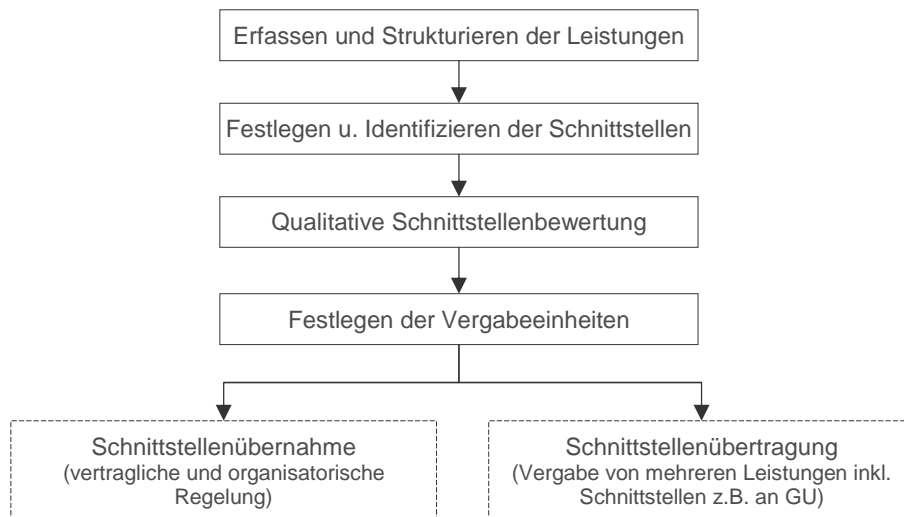 Erfassen und Strukturieren der Leistungen
Festlegen u. Identifizieren der Schnittstellen
Qualitative Schnittstellenbewertung
Festlegen der Vergabeeinheiten
Schnittstellenübernahme
(vertragliche und organisatorische
Regelung)
Schnittstellenübertragung
(Vergabe von mehreren Leistungen inkl.
Schnittstellen z.B. an GU)